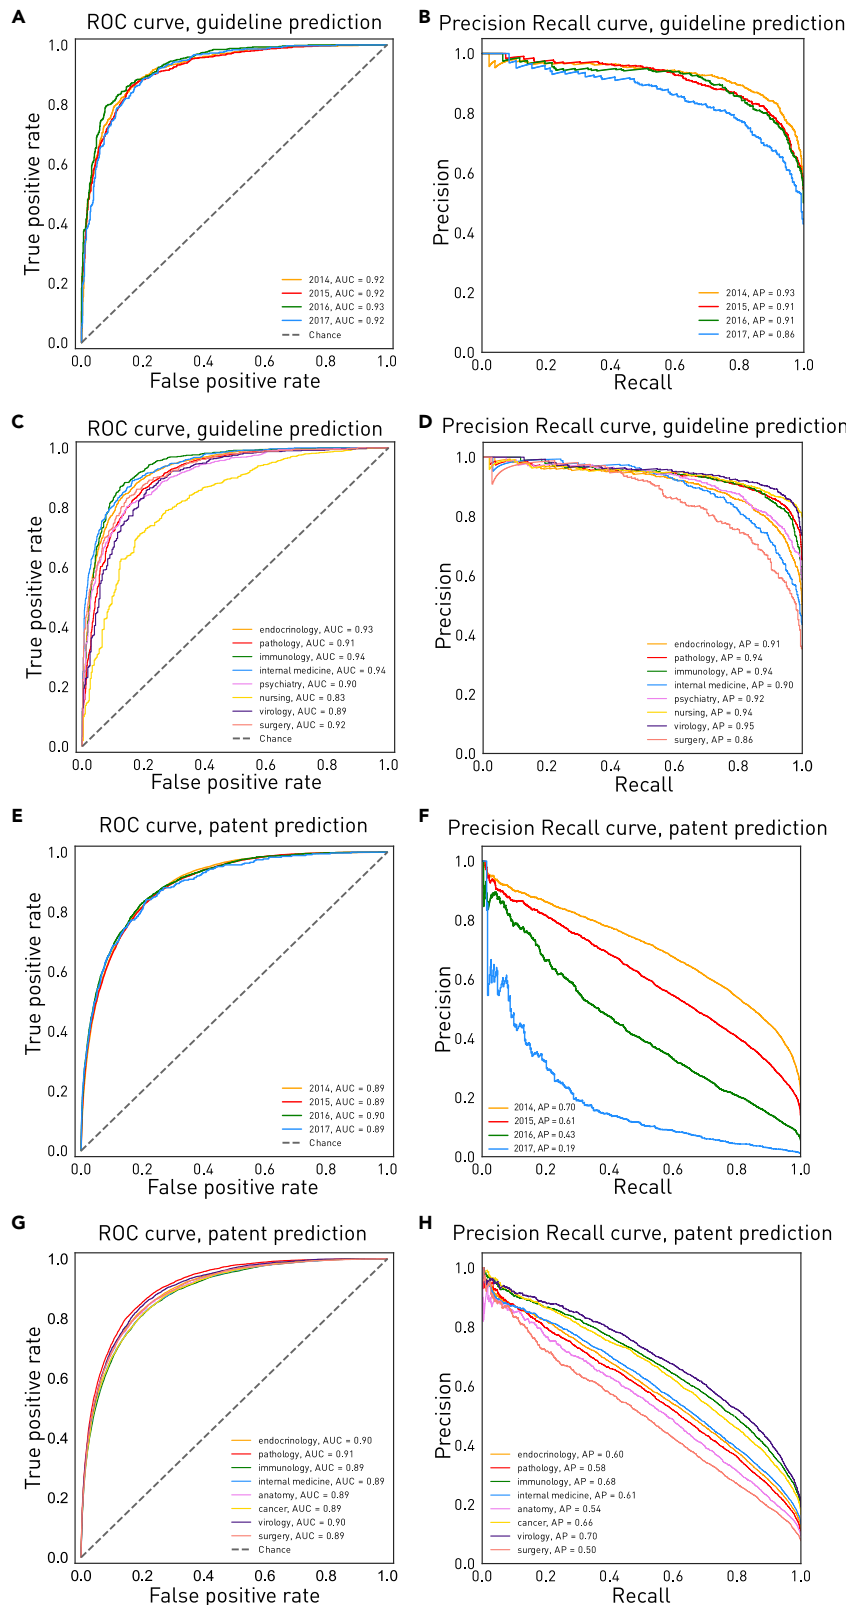 A
ROC curve, guideline prediction
1.0
0.8
0.6
0.4
0.2
0.0
True positive rate
2014, AUC = 0.92
2015, AUC = 0.92
2016, AUC = 0.93
2017, AUC = 0.92
Chance
0.0 0.2 0.4 0.6 0.8 1.0
False positive rate
B
Precision Recall curve, guideline prediction
1.0
0.8
0.6
0.4
0.2
0.0
Precision
2014, AP = 0.93
2015, AP = 0.91
2016, AP = 0.91
2017, AP = 0.86
0.0 0.2 0.4 0.6 0.8 1.0
Recall
C
ROC curve, guideline prediction
1.0
0.8
0.6
0.4
0.2
0.0
True positive rate
endocrinology, AUC = 0.93
pathology, AUC = 0.91
immunology, AUC = 0.94
internal medicine, AUC = 0.94
psychiatry, AUC = 0.90
nursing, AUC = 0.83
virology, AUC = 0.89
surgery, AUC = 0.92
Chance
0.0 0.2 0.4 0.6 0.8 1.0
False positive rate
D
Precision Recall curve, guideline prediction
1.0
0.8
0.6
0.4
0.2
0.0
Precision
endocrinology, AP = 0.91
pathology, AP = 0.94
immunology, AP = 0.94
internal medicine, AP = 0.90
psychiatry, AP = 0.92
nursing, AP = 0.94
virology, AP = 0.95
surgery, AP = 0.86
0.0 0.2 0.4 0.6 0.8 1.0
Recall
E
ROC curve, patent prediction
1.0
0.8
0.6
0.4
0.2
0.0
True positive rate
2014, AUC = 0.89
2015, AUC = 0.89
2016, AUC = 0.90
2017, AUC = 0.89
Chance
0.0 0.2 0.4 0.6 0.8 1.0
False positive rate
F
Precision Recall curve, patent prediction
1.0
0.8
0.6
0.4
0.2
0.0
Precision
2014, AP = 0.70
2015, AP = 0.61
2016, AP = 0.43
2017, AP = 0.19
0.0 0.2 0.4 0.6 0.8 1.0
Recall
G
ROC curve, patent prediction
1.0
0.8
0.6
0.4
0.2
0.0
True positive rate
endocrinology, AUC = 0.90
pathology, AUC = 0.91
immunology, AUC = 0.89
internal medicine, AUC = 0.89
anatomy, AUC = 0.89
cancer, AUC = 0.89
virology, AUC = 0.90
surgery, AUC = 0.89
Chance
0.0 0.2 0.4 0.6 0.8 1.0
False positive rate
H
Precision Recall curve, patent prediction
1.0
0.8
0.6
0.4
0.2
0.0
Precision
endocrinology, AP = 0.60
pathology, AP = 0.58
immunology, AP = 0.68
internal medicine, AP = 0.61
anatomy, AP = 0.54
cancer, AP = 0.66
virology, AP = 0.70
surgery, AP = 0.50
0.0 0.2 0.4 0.6 0.8 1.0
Recall